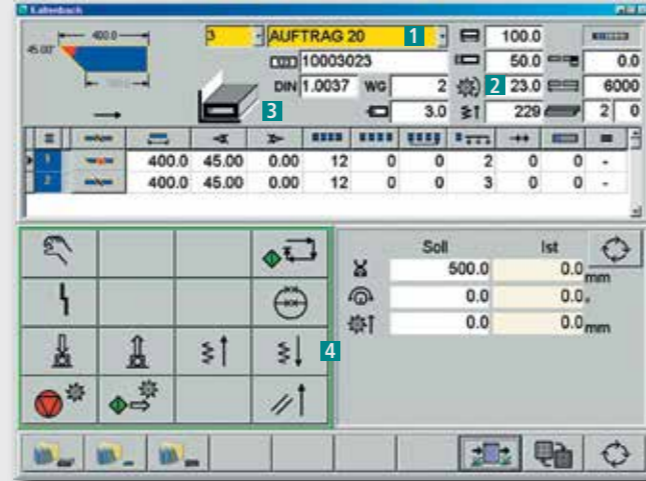 Kaltenbach
400.0
45.00°
3 AUFTRAG 20 1 100.0
10003023 50.0 0.0
DIN 1.0037 WG 2 2 23.0 6000
3 3.0 229 2 0
1 400.0 45.00 0.00 12 0 0 2 0 0 -
2 400.0 45.00 0.00 12 0 0 3 0 0 -
Soll Ist
500.0 0.0 mm
0.0 0.0 °
0.0 0.0 mm
4